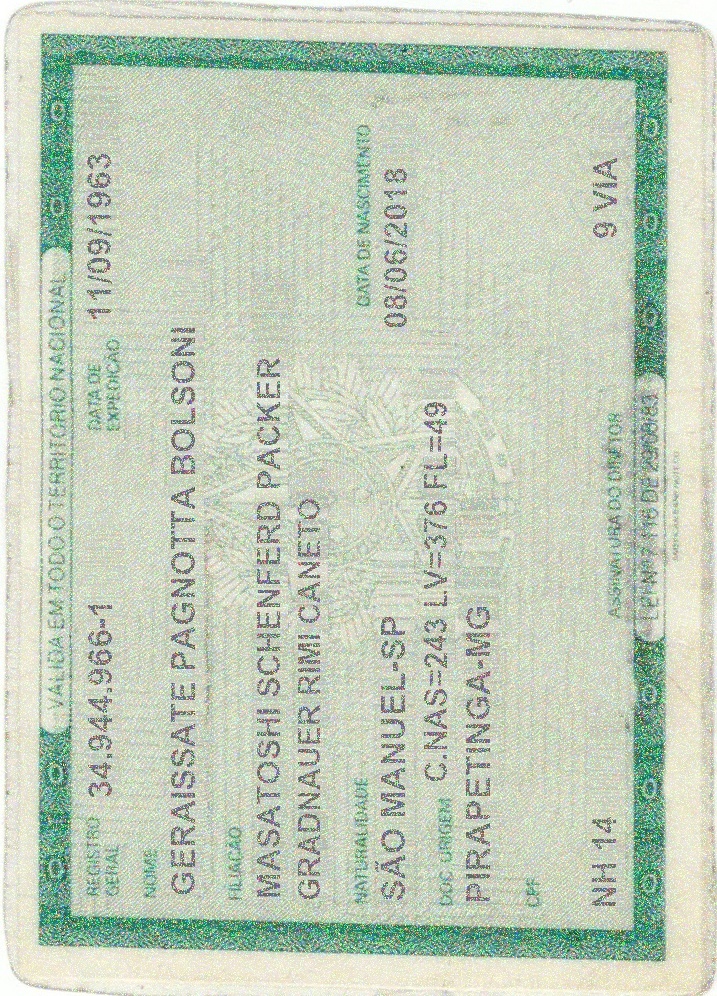 VÁLIDA EM TODO O TERRITÓRIO NACIONAL
REGISTRO GERAL 34.944.966-1 DATA DE EXPEDIÇÃO 11/09/1963
NOME
GERAISSATE PAGNOTTA BOLSONI
FILIAÇÃO
MASATOSHI SCHENFERD PACKER
GRADNAUER RIMI CANETO
NATURALIDADE DATA DE NASCIMENTO
SÃO MANUEL-SP 08/06/2018
DOC ORIGEM C.NAS=243 LV=376 FL=49
PIRAPETINGA-MG
CPF
NH 14 9 VIA
ASSINATURA DO DIRETOR
LEI Nº 7.116 DE 29/08/83